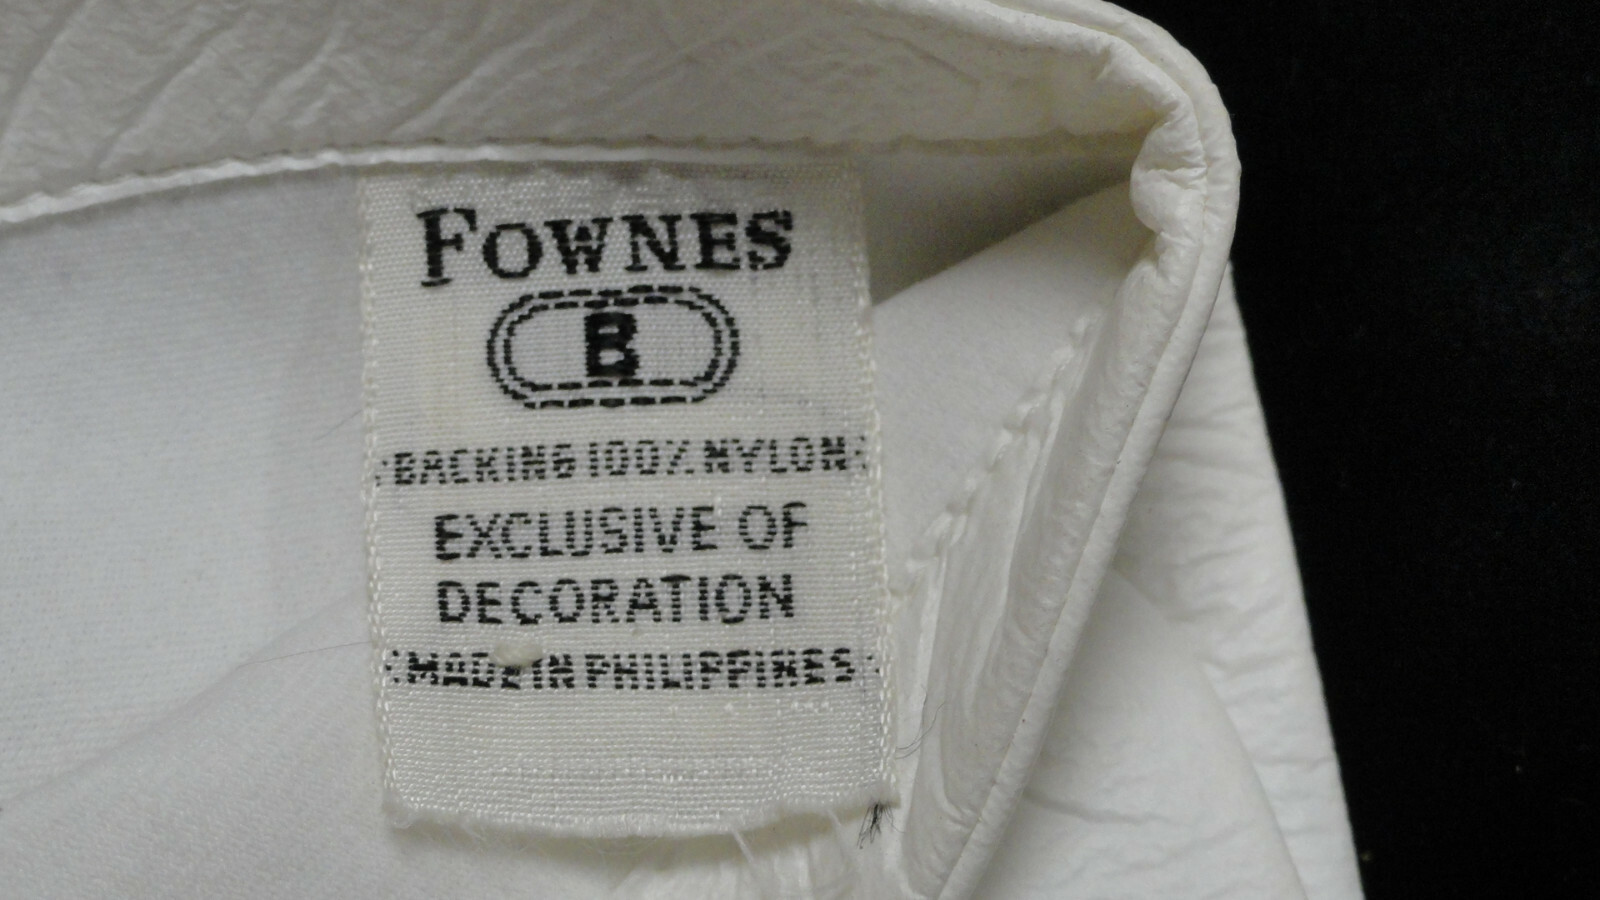 FOWNES
B
BACKING 100% NYLON
EXCLUSIVE OF
DECORATION
MADE IN PHILIPPINES